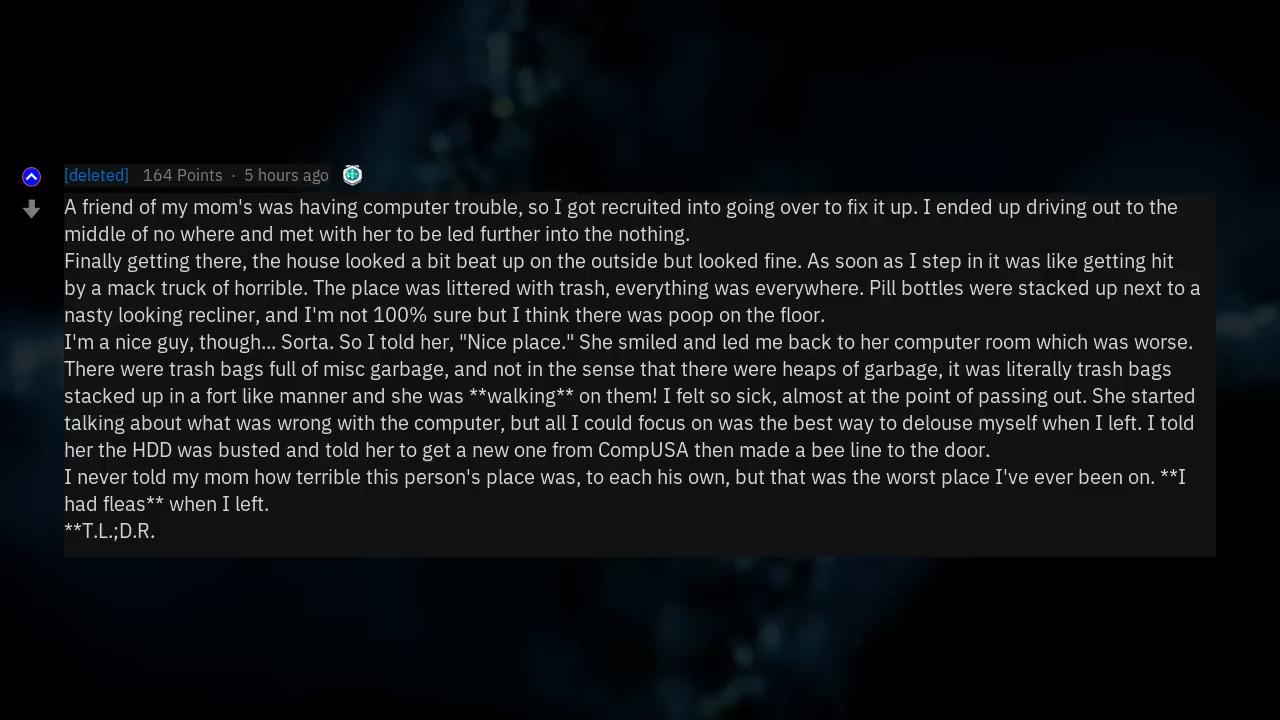 [deleted] 164 Points · 5 hours ago
A friend of my mom's was having computer trouble, so I got recruited into going over to fix it up. I ended up driving out to the
middle of no where and met with her to be led further into the nothing.
Finally getting there, the house looked a bit beat up on the outside but looked fine. As soon as I step in it was like getting hit
by a mack truck of horrible. The place was littered with trash, everything was everywhere. Pill bottles were stacked up next to a
nasty looking recliner, and I'm not 100% sure but I think there was poop on the floor.
I'm a nice guy, though... Sorta. So I told her, "Nice place." She smiled and led me back to her computer room which was worse.
There were trash bags full of misc garbage, and not in the sense that there were heaps of garbage, it was literally trash bags
stacked up in a fort like manner and she was **walking** on them! I felt so sick, almost at the point of passing out. She started
talking about what was wrong with the computer, but all I could focus on was the best way to delouse myself when I left. I told
her the HDD was busted and told her to get a new one from CompUSA then made a bee line to the door.
I never told my mom how terrible this person's place was, to each his own, but that was the worst place I've ever been on. **I
had fleas** when I left.
**T.L.;D.R.